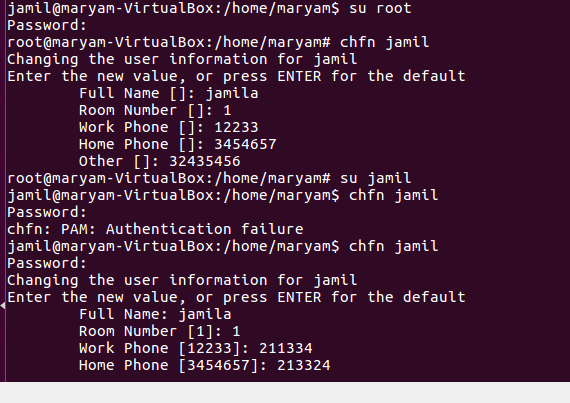 jamil@maryam-VirtualBox:/home/maryam$ su root
Password:
root@maryam-VirtualBox:/home/maryam# chfn jamil
Changing the user information for jamil
Enter the new value, or press ENTER for the default
Full Name []: jamila
Room Number []: 1
Work Phone []: 12233
Home Phone []: 3454657
Other []: 32435456
root@maryam-VirtualBox:/home/maryam# su jamil
jamil@maryam-VirtualBox:/home/maryam$ chfn jamil
Password:
chfn: PAM: Authentication failure
jamil@maryam-VirtualBox:/home/maryam$ chfn jamil
Password:
Changing the user information for jamil
Enter the new value, or press ENTER for the default
Full Name: jamila
Room Number [1]: 1
Work Phone [12233]: 211334
Home Phone [3454657]: 213324